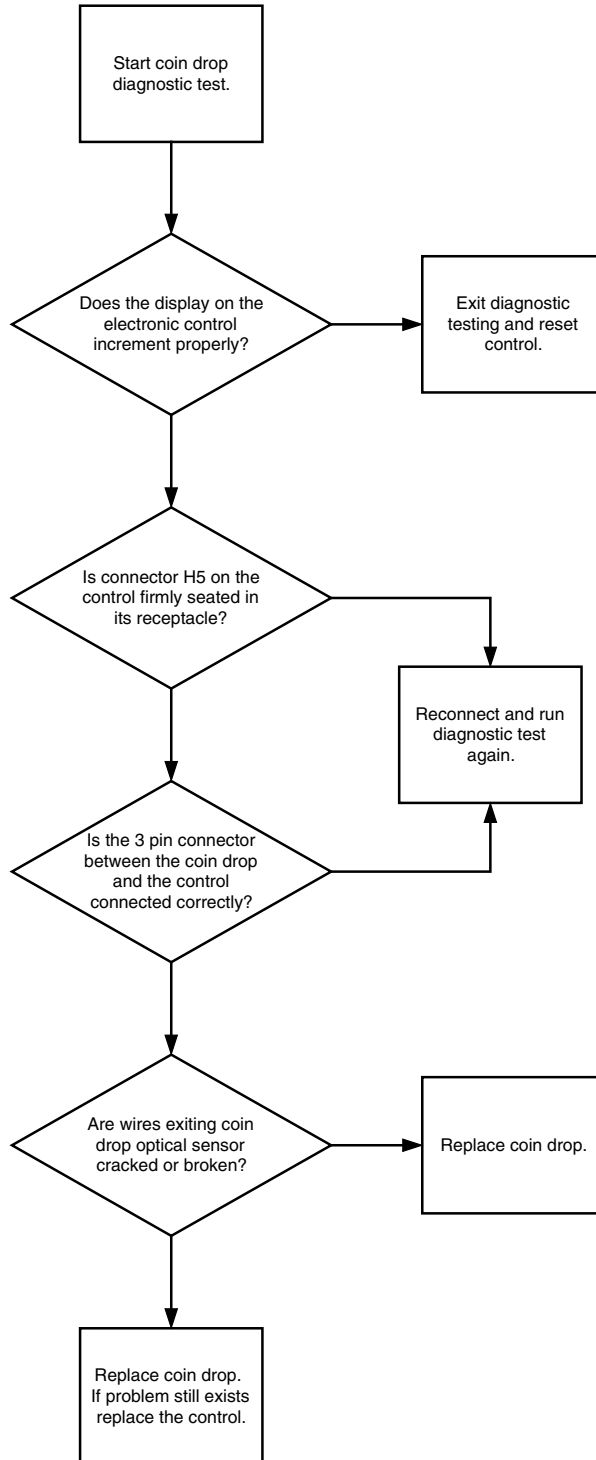 Start coin drop
diagnostic test.
Does the display on the
electronic control
increment properly?
Exit diagnostic
testing and reset
control.
Is connector H5 on the
control firmly seated in
its receptacle?
Reconnect and run
diagnostic test
again.
Is the 3 pin connector
between the coin drop
and the control
connected correctly?
Are wires exiting coin
drop optical sensor
cracked or broken?
Replace coin drop.
Replace coin drop.
If problem still exists
replace the control.